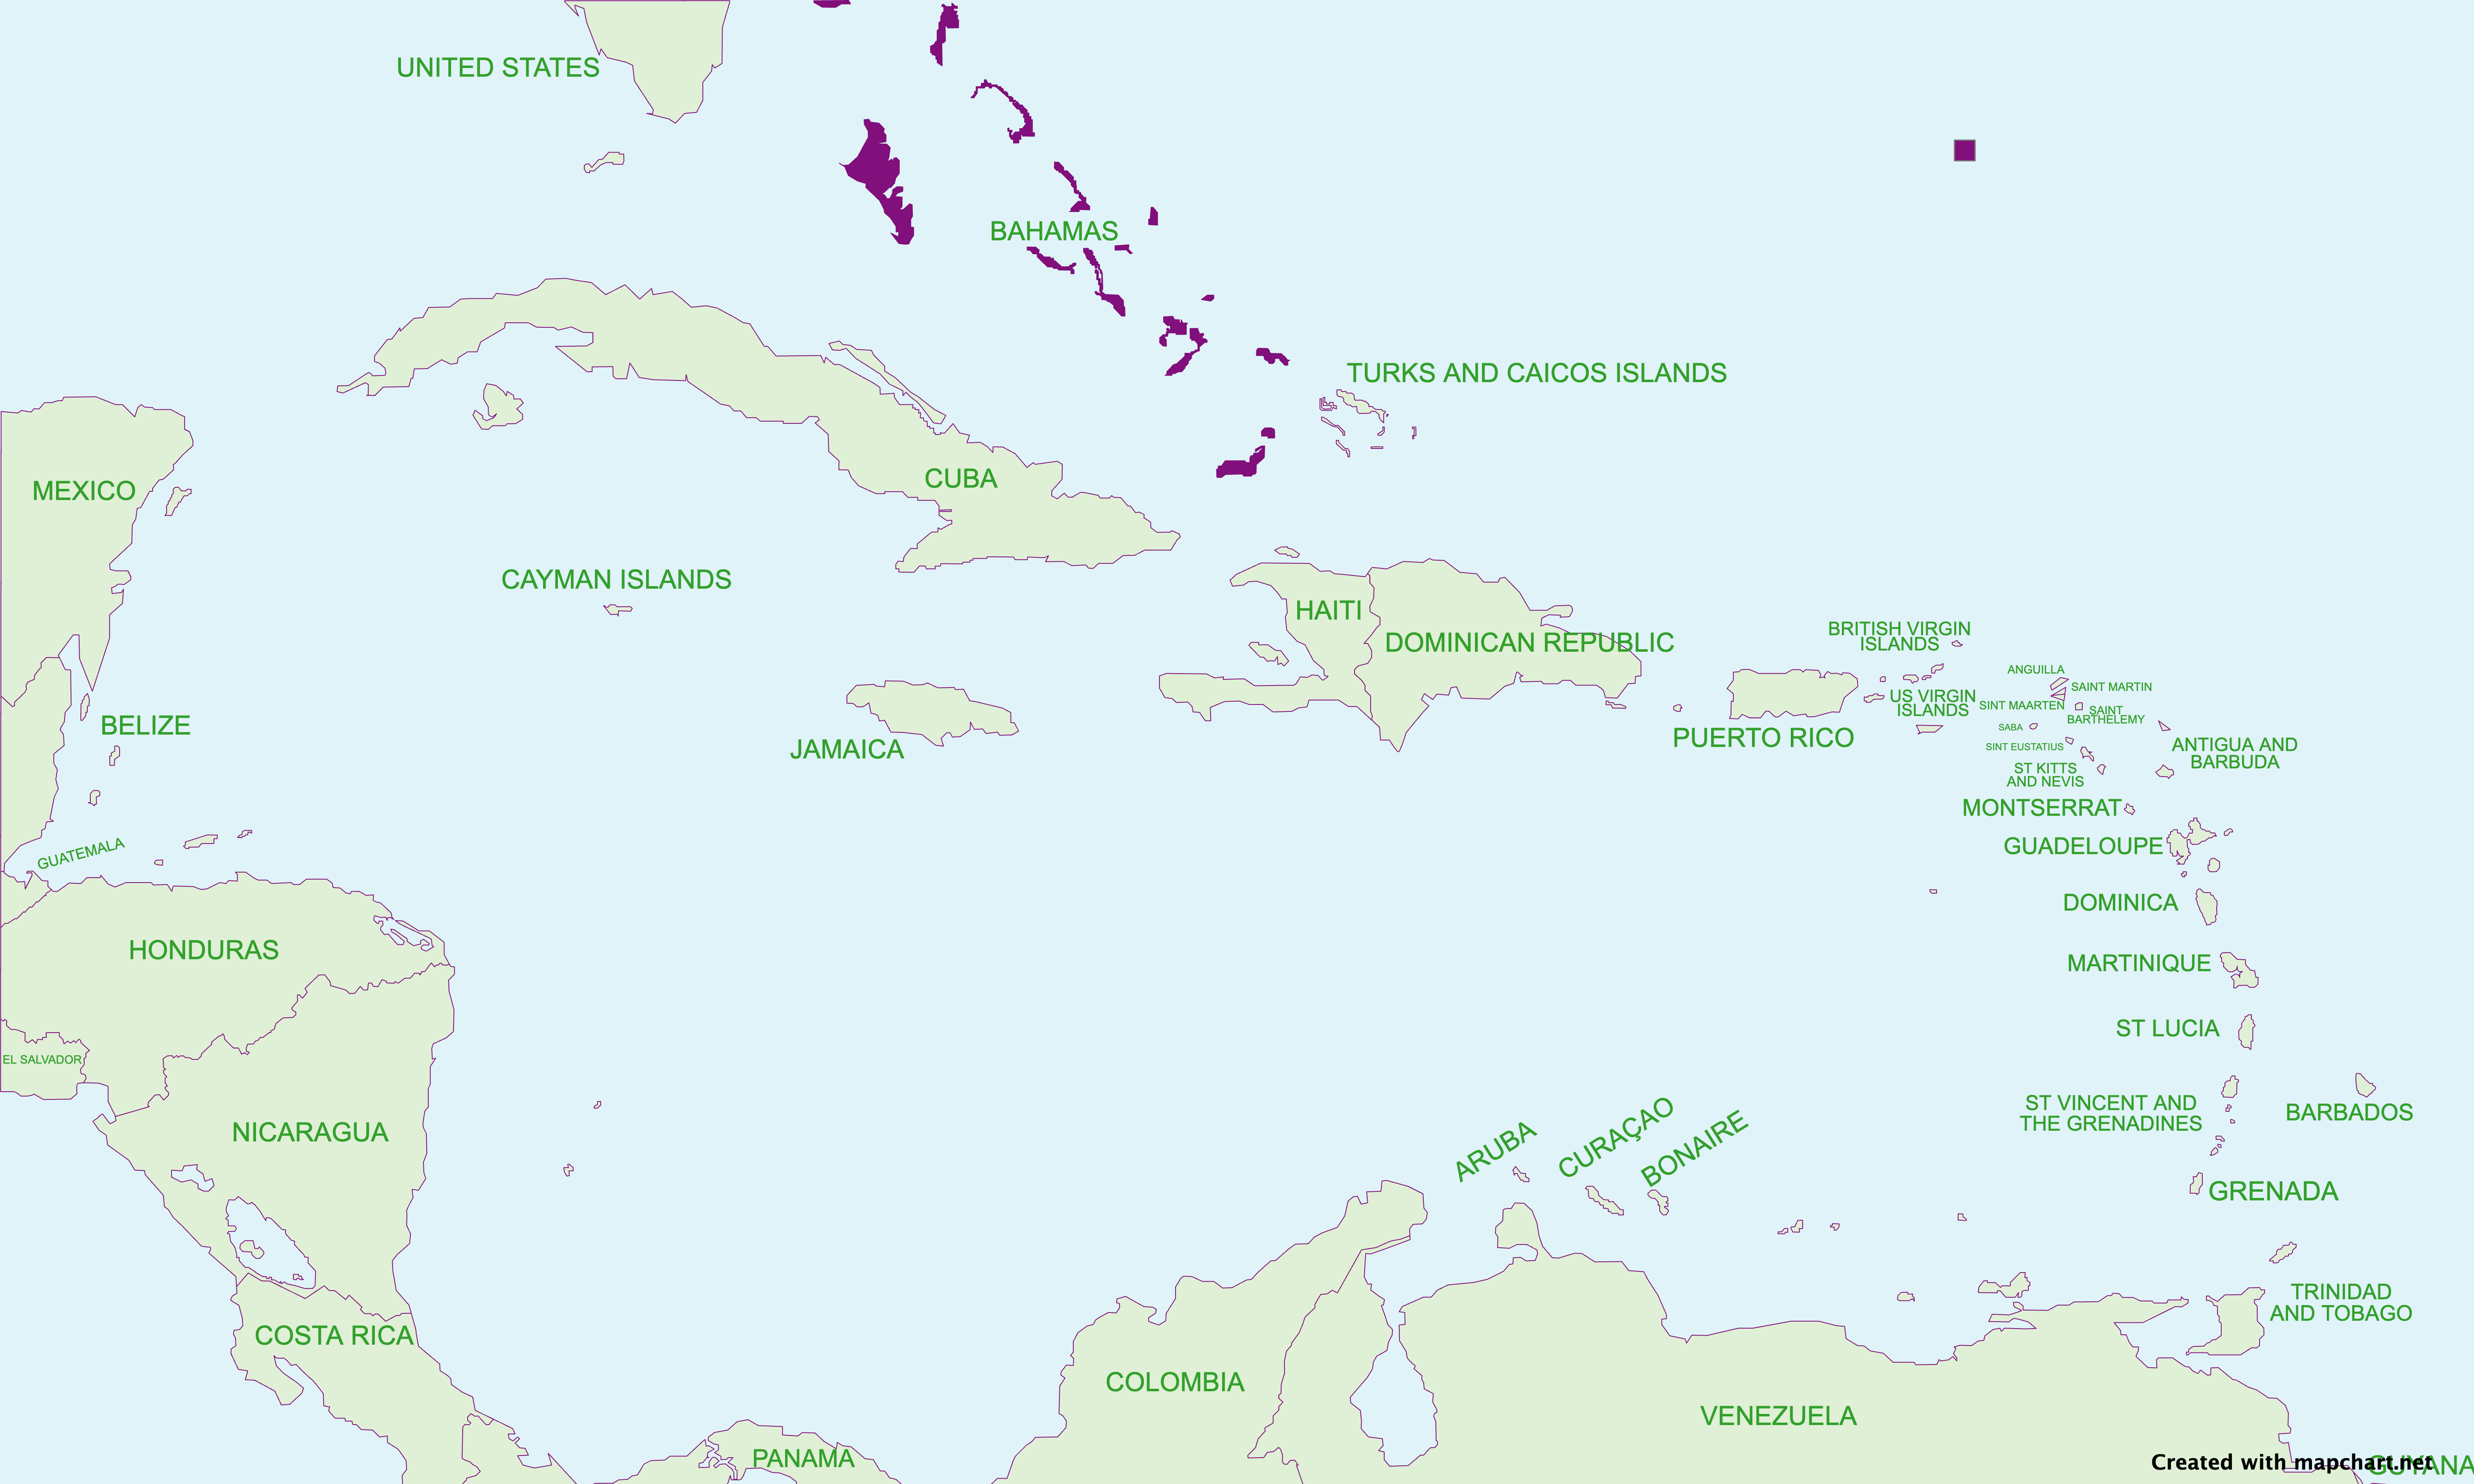 UNITED STATES
BAHAMAS
TURKS AND CAICOS ISLANDS
MEXICO
CUBA
CAYMAN ISLANDS
HAITI
DOMINICAN REPUBLIC
BRITISH VIRGIN
ISLANDS
ANGUILLA
SAINT MARTIN
US VIRGIN
ISLANDS
SINT MAARTEN
SAINT
BARTHELEMY
SABA
BELIZE
JAMAICA
PUERTO RICO
SINT EUSTATIUS
ANTIGUA AND
BARBUDA
ST KITTS
AND NEVIS
MONTSERRAT
GUATEMALA
GUADELOUPE
DOMINICA
HONDURAS
MARTINIQUE
ST LUCIA
EL SALVADOR
NICARAGUA
ST VINCENT AND
THE GRENADINES
BARBADOS
ARUBA
CURAÇAO
BONAIRE
GRENADA
TRINIDAD
AND TOBAGO
COSTA RICA
COLOMBIA
VENEZUELA
PANAMA
GUYANA
Created with mapchart.net